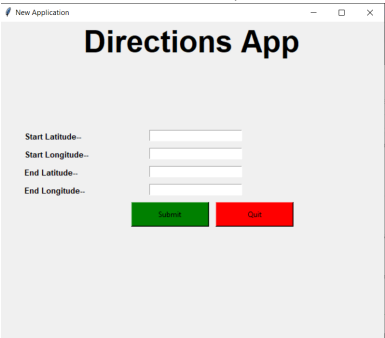 New Application
Directions App
Start Latitude--
Start Longitude--
End Latitude--
End Longitude--
Submit Quit